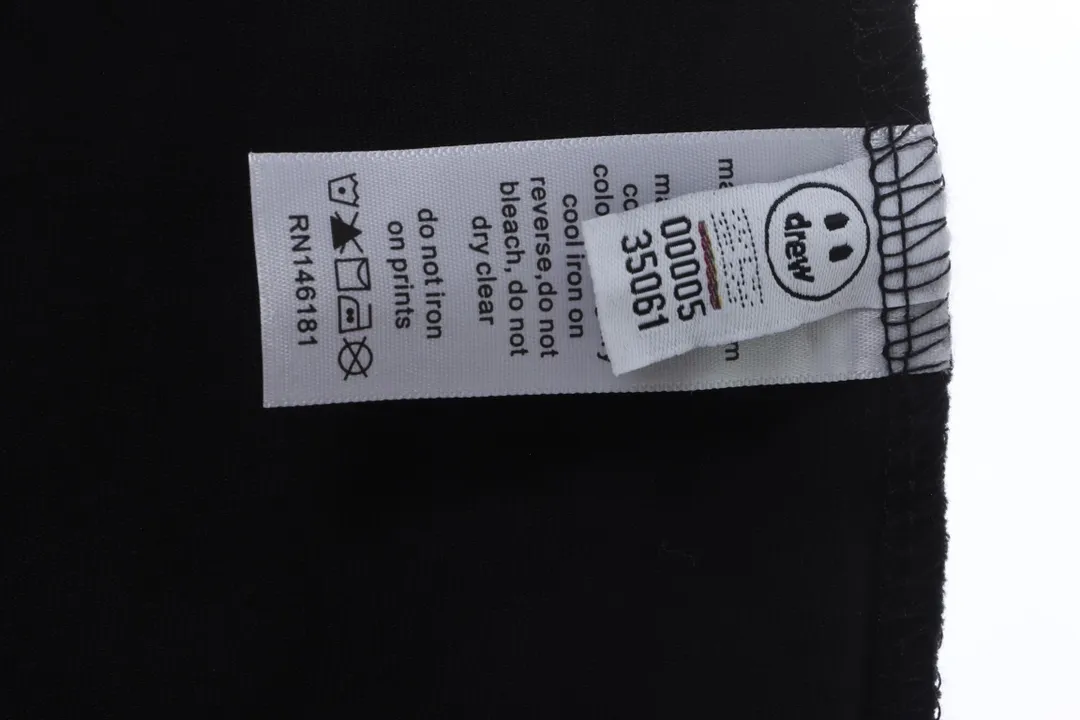 drew
00005
35061
cool iron on
reverse,do not
bleach, do not
dry clear
do not iron
on prints
RN146181